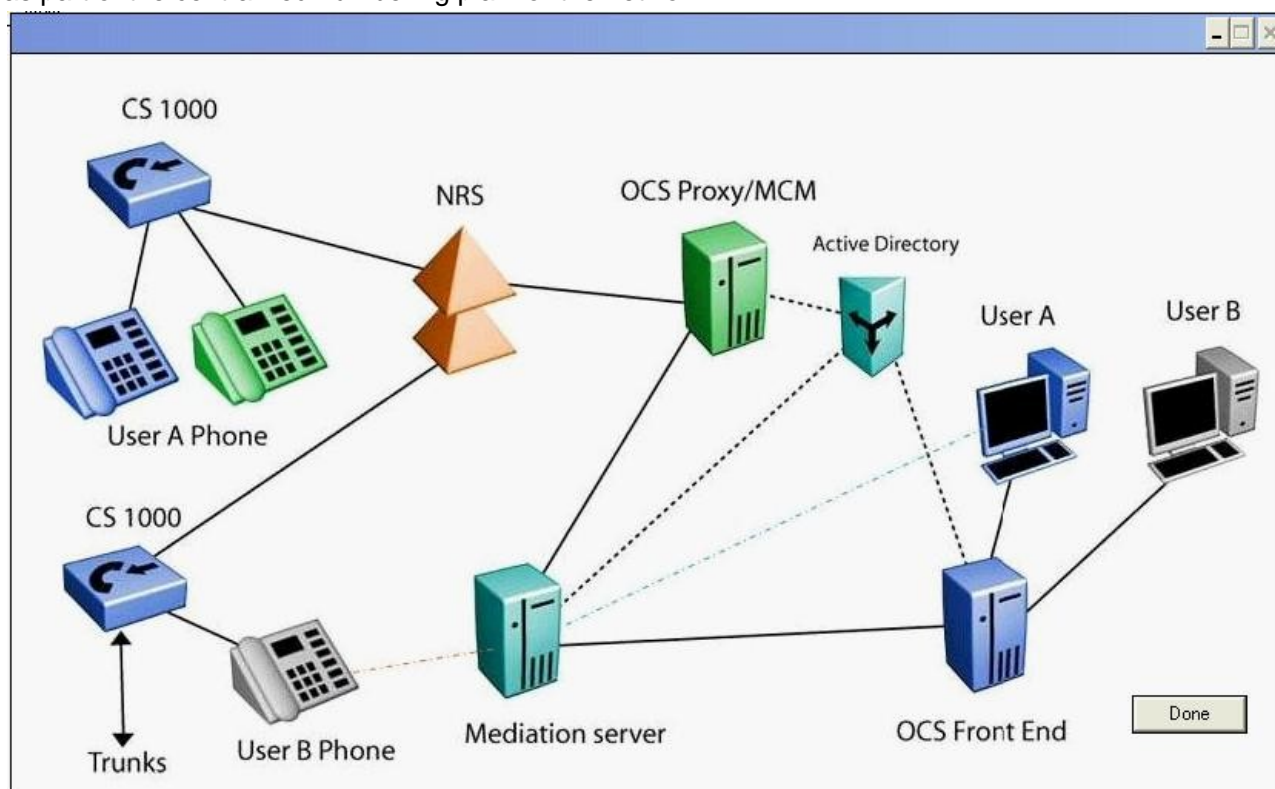 CS 1000
NRS
OCS Proxy/MCM
Active Directory
User A
User B
User A Phone
CS 1000
Trunks
User B Phone
Mediation server
OCS Front End
Done